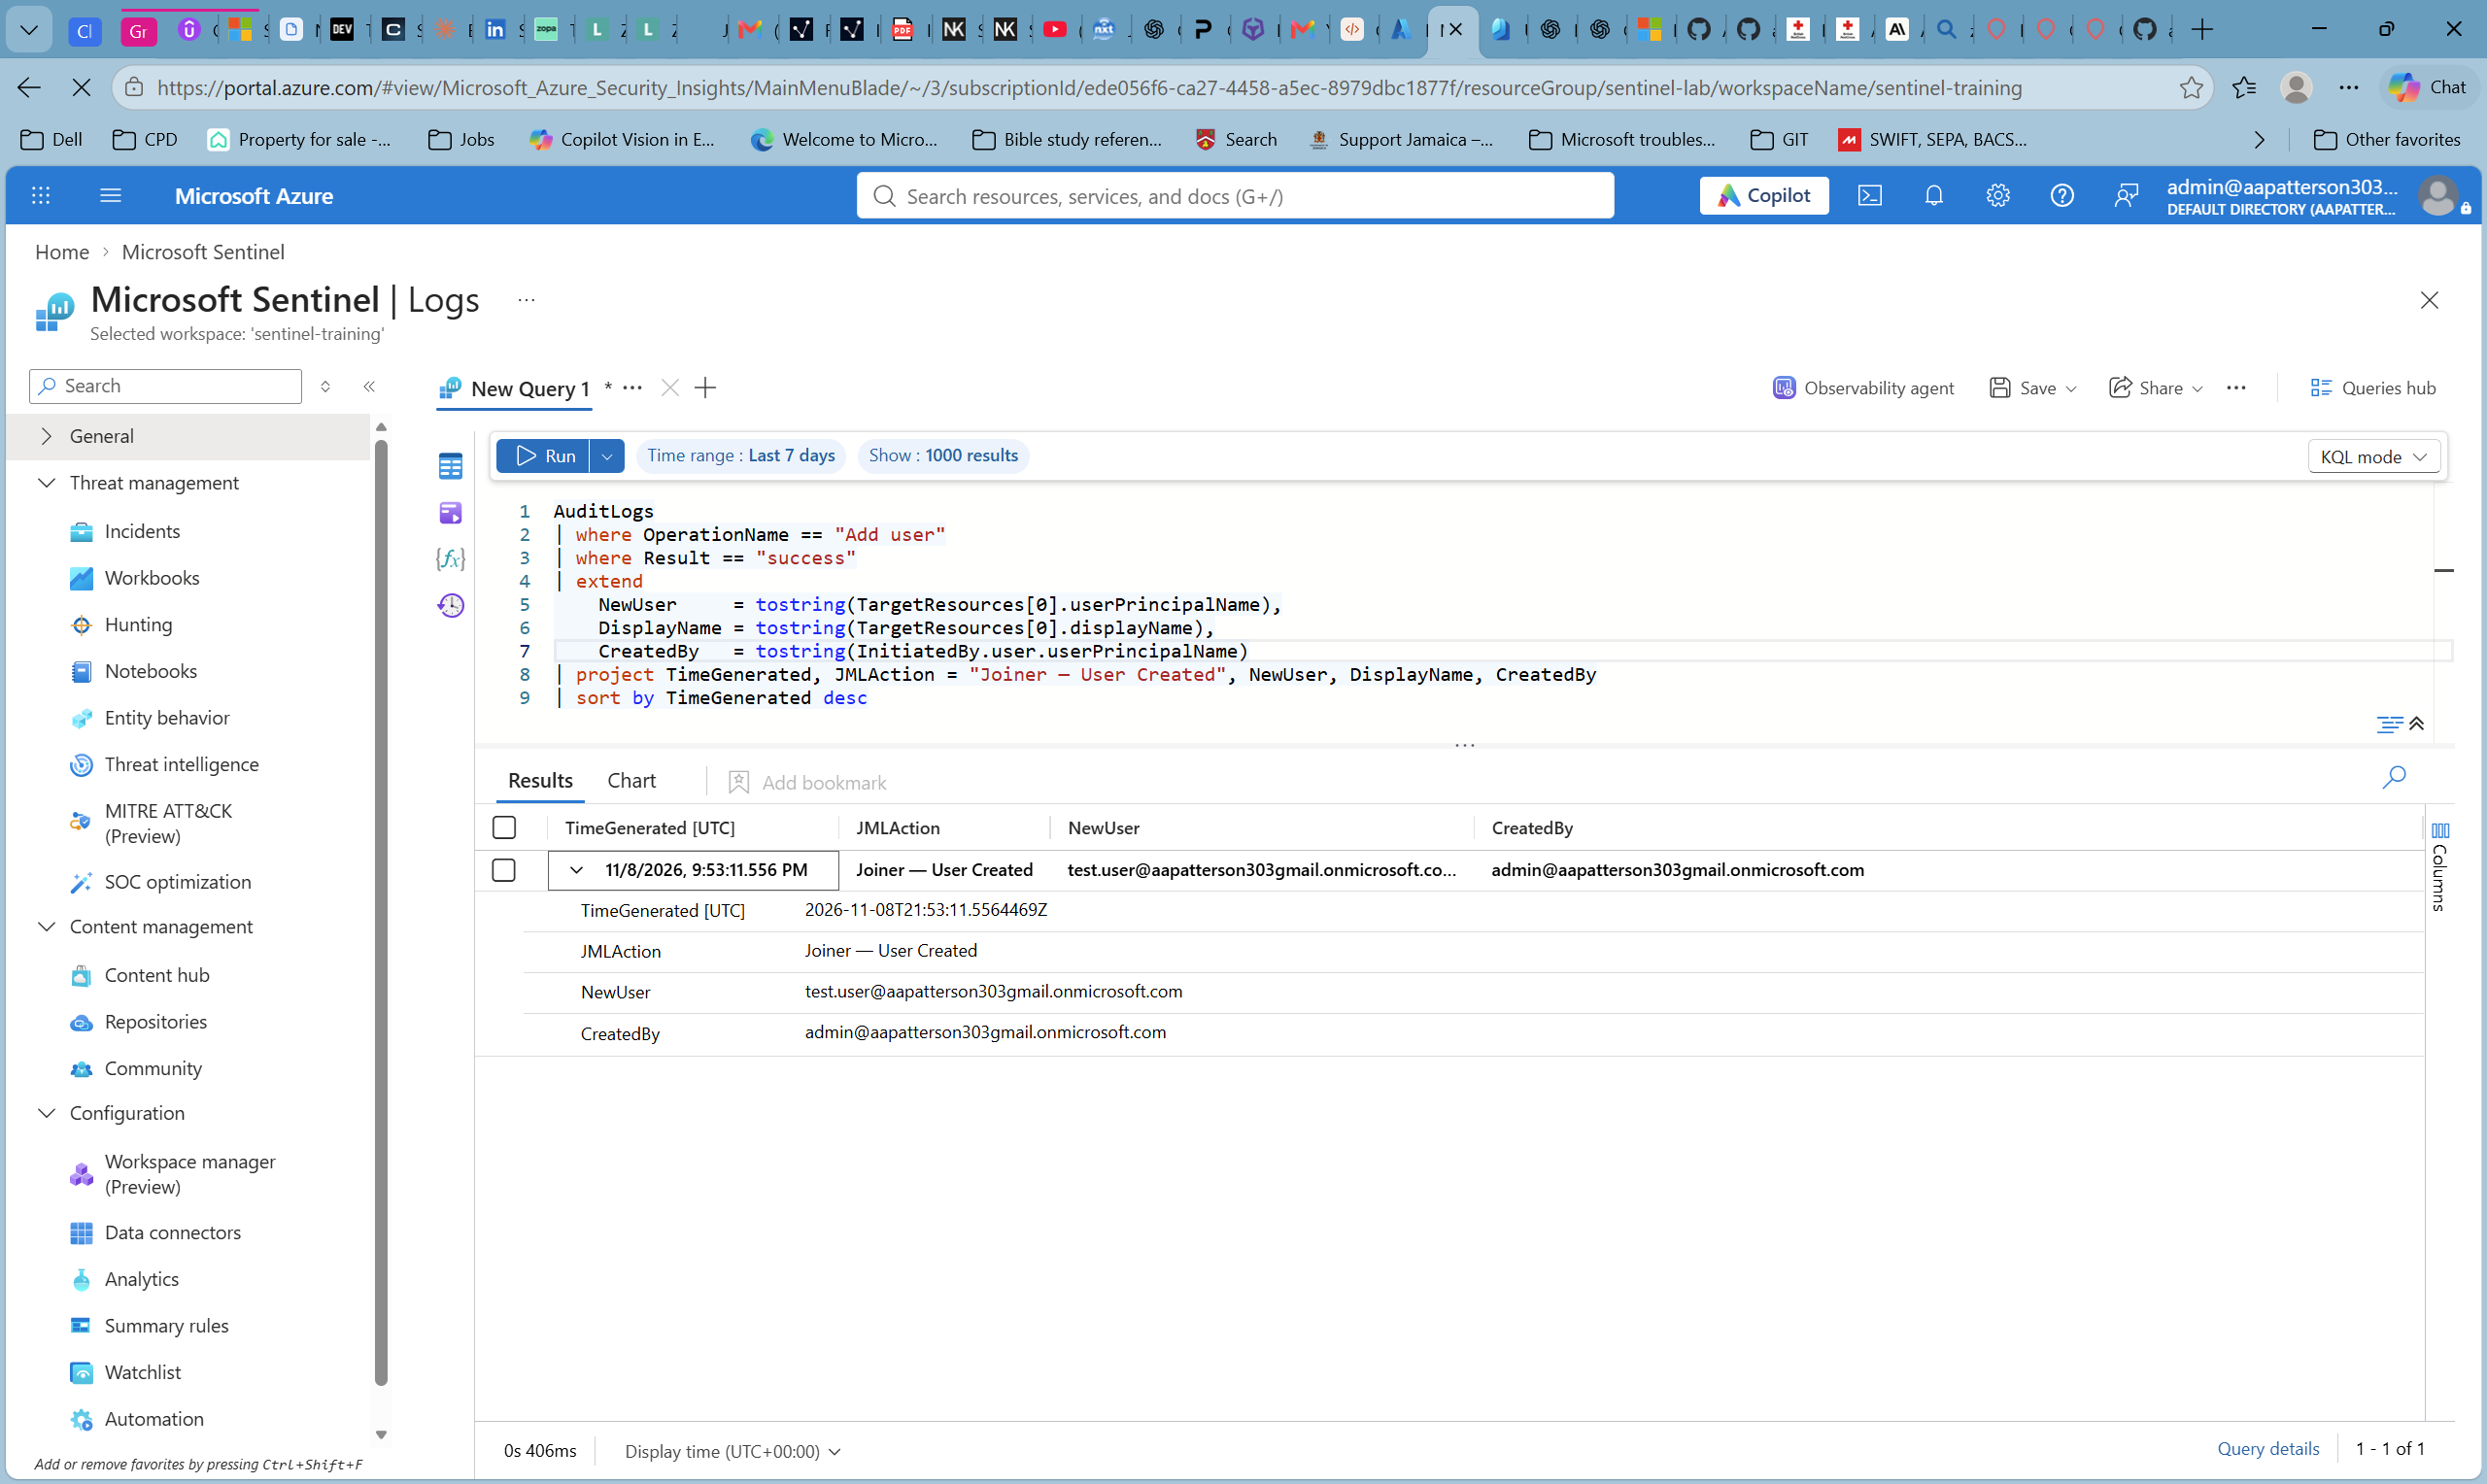 Cl
Gr
https://portal.azure.com/#view/Microsoft_Azure_Security_Insights/MainMenuBlade/~/3/subscriptionId/ede056f6-ca27-4458-a5ec-8979dbc1877f/resourceGroup/sentinel-lab/workspaceName/sentinel-training
Chat
Dell
CPD
Property for sale -...
Jobs
Copilot Vision in E...
Welcome to Micro...
Bible study referen...
Search
Support Jamaica –...
Microsoft troubles...
GIT
SWIFT, SEPA, BACS...
Other favorites
Microsoft Azure
Search resources, services, and docs (G+/)
Copilot
admin@aapatterson303...
DEFAULT DIRECTORY (AAPATTER...
Home > Microsoft Sentinel
Microsoft Sentinel | Logs ...
Selected workspace: 'sentinel-training'
Search
General
Threat management
Incidents
Workbooks
Hunting
Notebooks
Entity behavior
Threat intelligence
MITRE ATT&CK
(Preview)
SOC optimization
Content management
Content hub
Repositories
Community
Configuration
Workspace manager
(Preview)
Data connectors
Analytics
Summary rules
Watchlist
Automation
Add or remove favorites by pressing Ctrl+Shift+F
New Query 1 * ...
Observability agent
Save
Share
Queries hub
Run
Time range : Last 7 days
Show : 1000 results
KQL mode
1 AuditLogs
2 | where OperationName == "Add user"
3 | where Result == "success"
4 | extend
5 NewUser = tostring(TargetResources[0].userPrincipalName),
6 DisplayName = tostring(TargetResources[0].displayName),
7 CreatedBy = tostring(InitiatedBy.user.userPrincipalName)
8 | project TimeGenerated, JMLAction = "Joiner — User Created", NewUser, DisplayName, CreatedBy
9 | sort by TimeGenerated desc
Results
Chart
Add bookmark
TimeGenerated [UTC] JMLAction NewUser CreatedBy
11/8/2026, 9:53:11.556 PM Joiner — User Created test.user@aapatterson303gmail.onmicrosoft.co... admin@aapatterson303gmail.onmicrosoft.com
TimeGenerated [UTC] 2026-11-08T21:53:11.5564469Z
JMLAction Joiner — User Created
NewUser test.user@aapatterson303gmail.onmicrosoft.com
CreatedBy admin@aapatterson303gmail.onmicrosoft.com
Columns
0s 406ms
Display time (UTC+00:00)
Query details
1 - 1 of 1